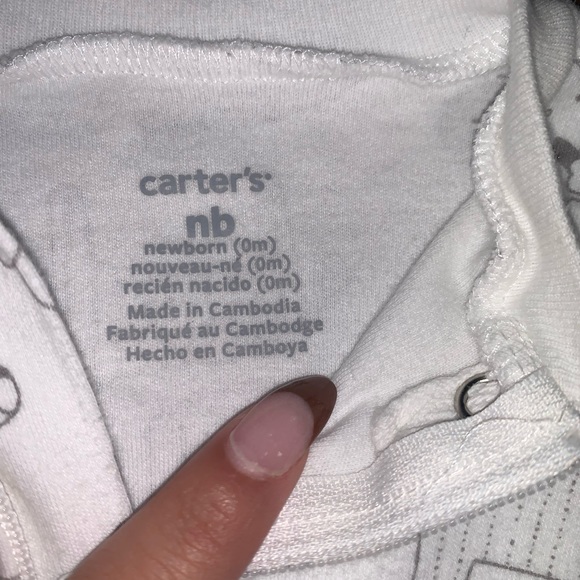 carter's
nb
newborn (0m)
nouveau-né (0m)
recién nacido (0m)
Made in Cambodia
Fabriqué au Cambodge
Hecho en Camboya